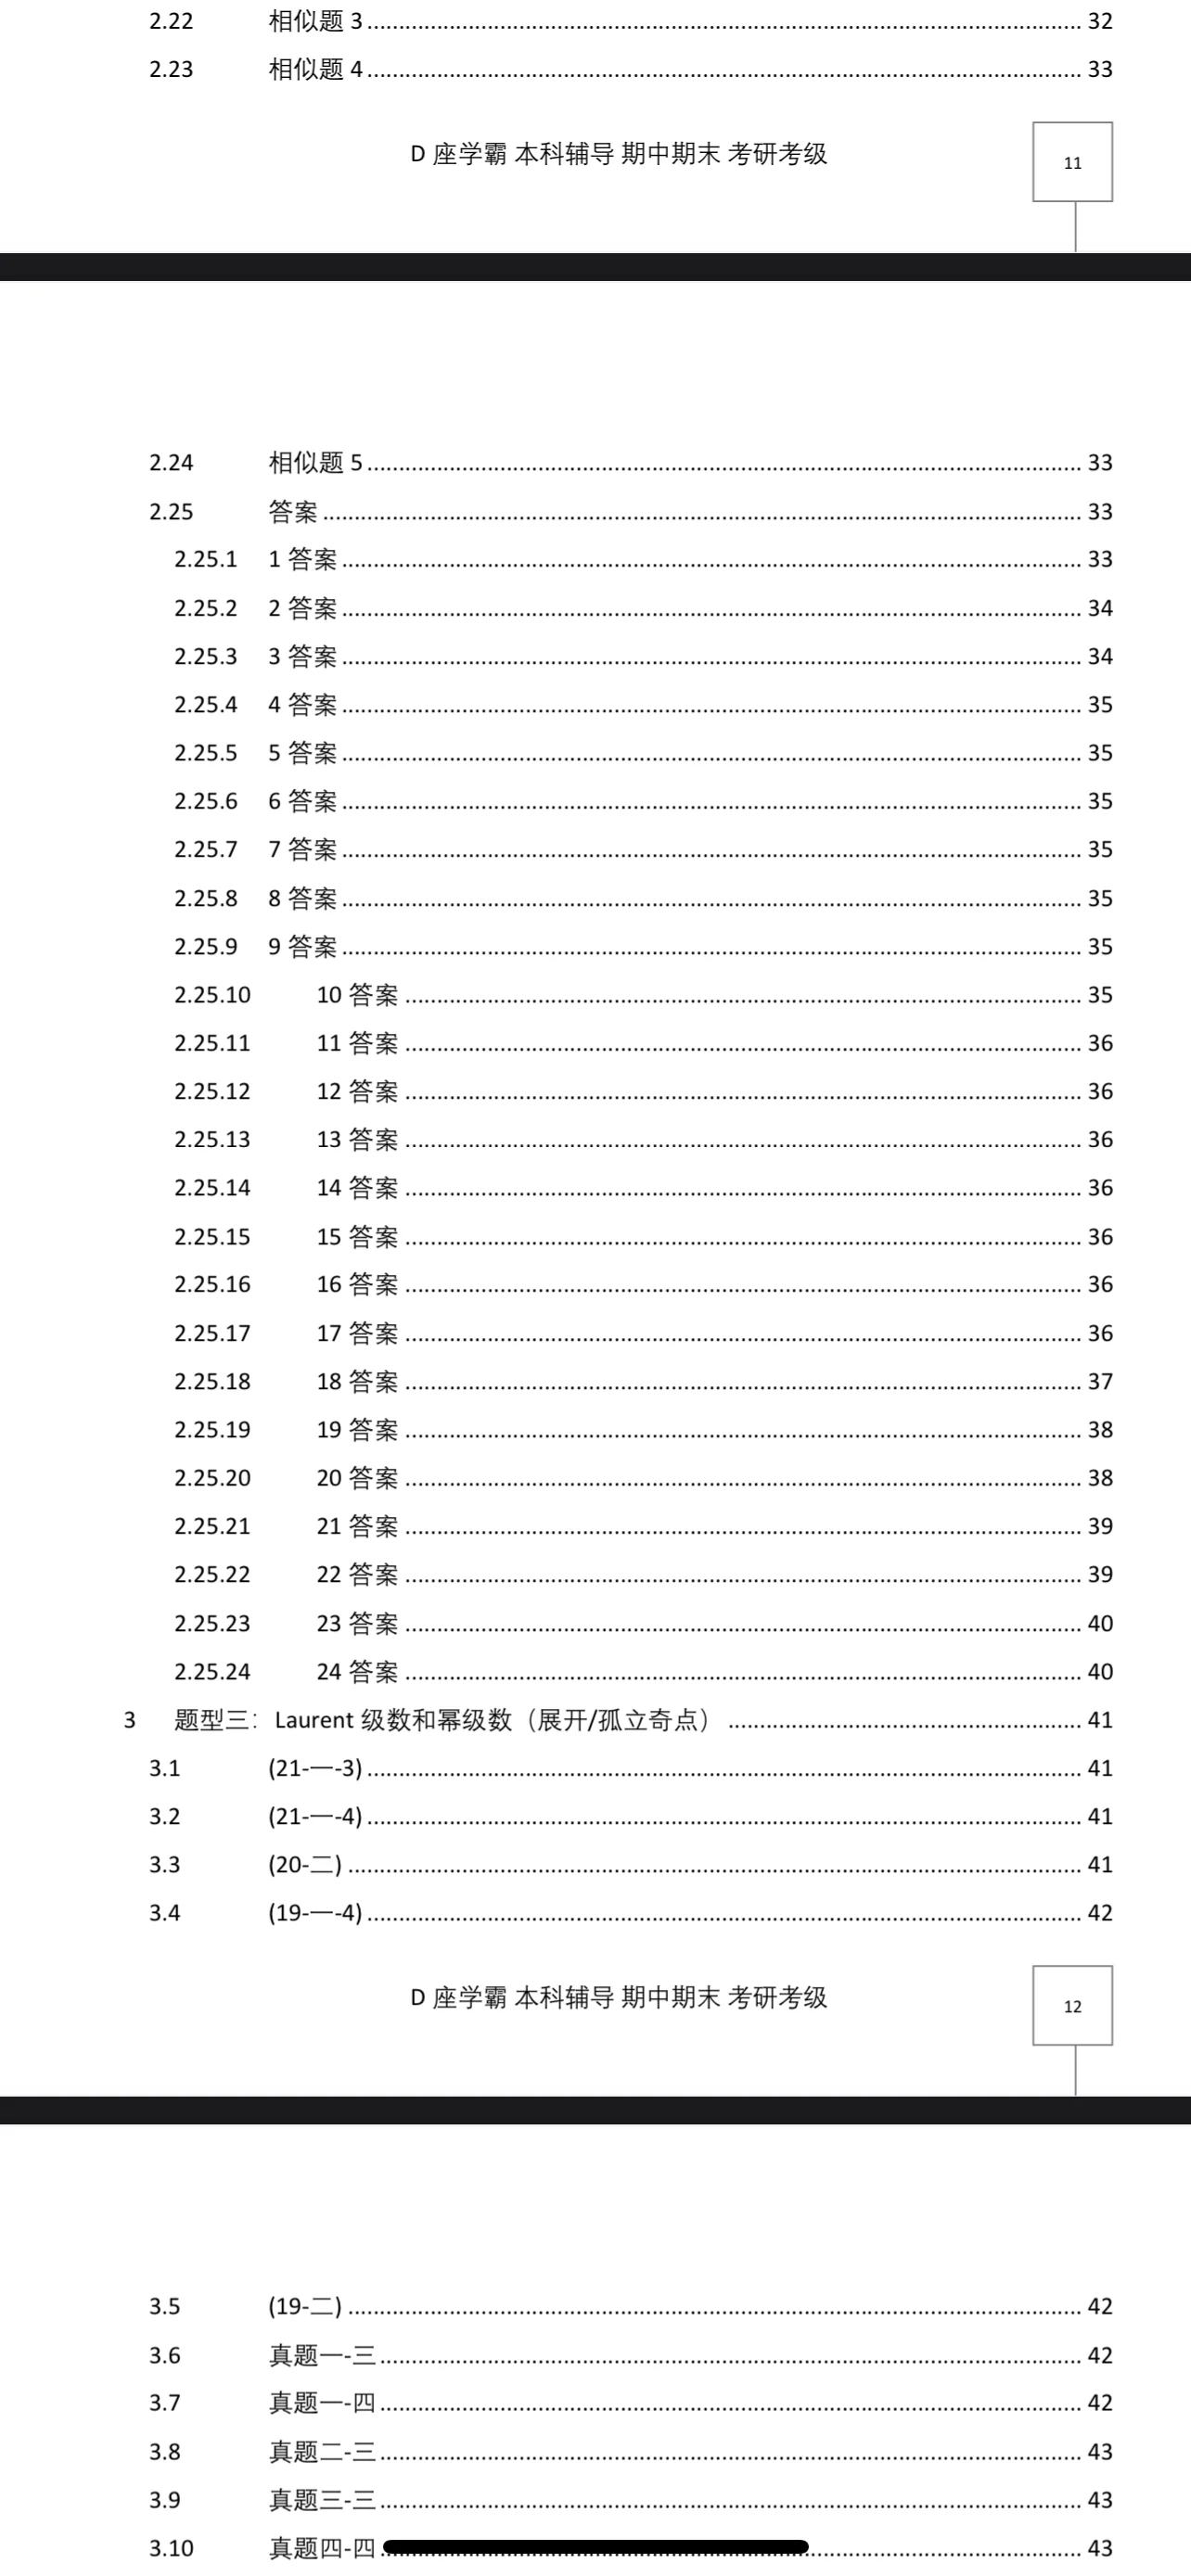 2.22 相似题 3 32
2.23 相似题 4 33
D 座学霸 本科辅导 期中期末 考研考级
11
2.24 相似题 5 33
2.25 答案 33
2.25.1 1 答案 33
2.25.2 2 答案 34
2.25.3 3 答案 34
2.25.4 4 答案 35
2.25.5 5 答案 35
2.25.6 6 答案 35
2.25.7 7 答案 35
2.25.8 8 答案 35
2.25.9 9 答案 35
2.25.10 10 答案 35
2.25.11 11 答案 36
2.25.12 12 答案 36
2.25.13 13 答案 36
2.25.14 14 答案 36
2.25.15 15 答案 36
2.25.16 16 答案 36
2.25.17 17 答案 36
2.25.18 18 答案 37
2.25.19 19 答案 38
2.25.20 20 答案 38
2.25.21 21 答案 39
2.25.22 22 答案 39
2.25.23 23 答案 40
2.25.24 24 答案 40
3 题型三： Laurent 级数和幂级数（展开/孤立奇点） 41
3.1 (21-一-3) 41
3.2 (21-一-4) 41
3.3 (20-二) 41
3.4 (19-一-4) 42
D 座学霸 本科辅导 期中期末 考研考级
12
3.5 (19-二) 42
3.6 真题一-三 42
3.7 真题一-四 42
3.8 真题二-三 43
3.9 真题三-三 43
3.10 真题四-四 43